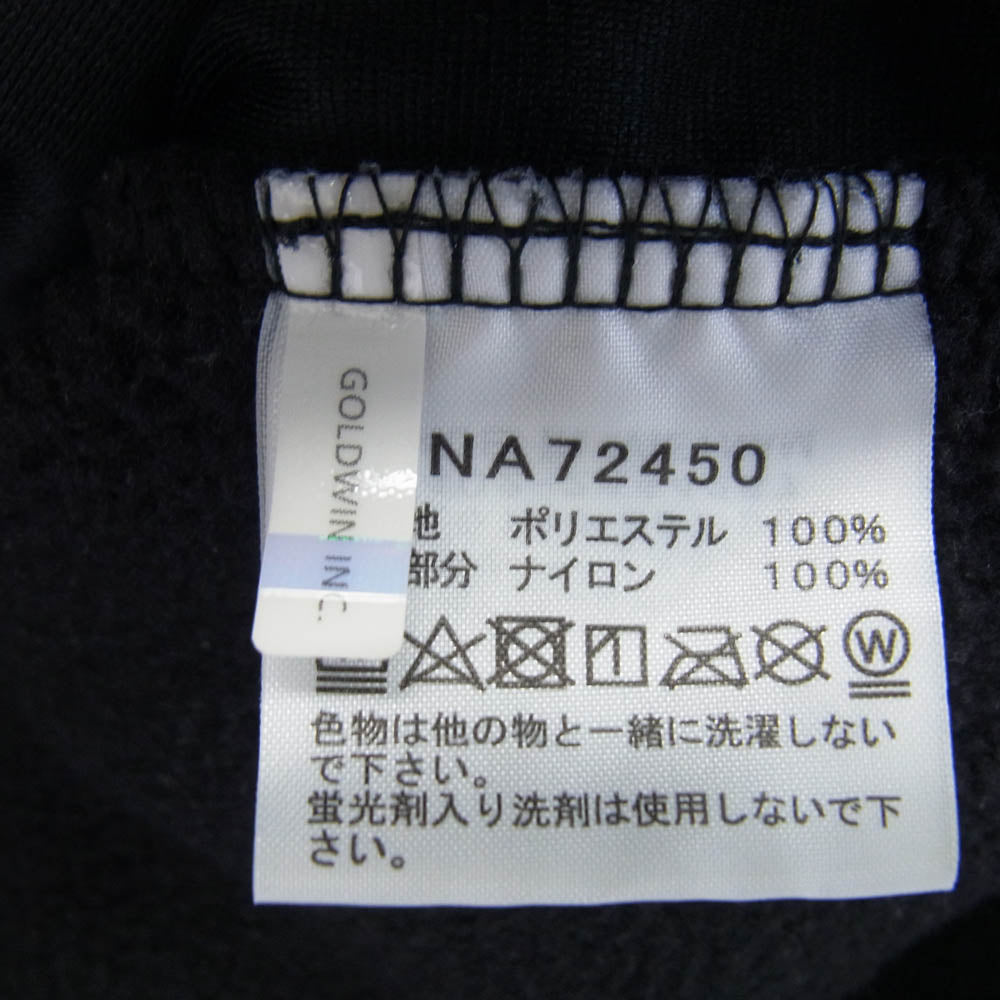 GOLDWIN INC.
NA72450
地 ポリエステル 100%
部分 ナイロン 100%
W
色物は他の物と一緒に洗濯しない
で下さい。
蛍光剤入り洗剤は使用しないで下
さい。